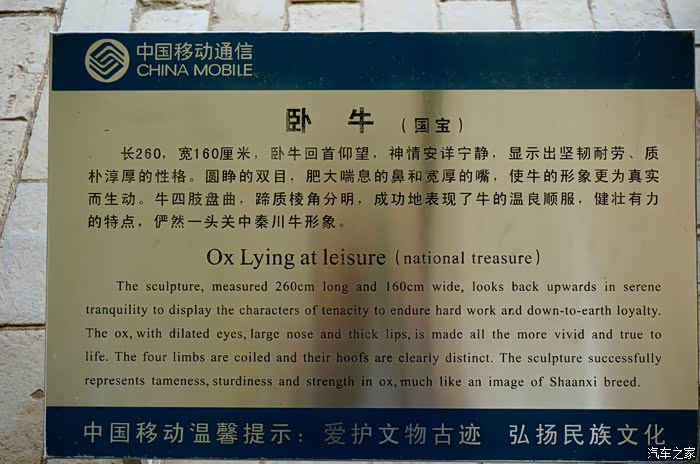 中国移动通信
CHINA MOBILE
卧 牛 （国宝）
长260，宽160厘米，卧牛回首仰望，神情安详宁静，显示出坚韧耐劳、质
朴淳厚的性格。圆睁的双目，肥大喘息的鼻和宽厚的嘴，使牛的形象更为真实
而生动。牛四肢盘曲，蹄质棱角分明，成功地表现了牛的温良顺服，健壮有力
的特点，俨然一头关中秦川牛形象。
Ox Lying at leisure (national treasure)
The sculpture, measured 260cm long and 160cm wide, looks back upwards in serene
tranquility to display the characters of tenacity to endure hard work and down-to-earth loyalty.
The ox, with dilated eyes, large nose and thick lips, is made all the more vivid and true to
life. The four limbs are coiled and their hoofs are clearly distinct. The sculpture successfully
represents tameness, sturdiness and strength in ox, much like an image of Shaanxi breed.
中国移动温馨提示：爱护文物古迹 弘扬民族文化
汽车之家